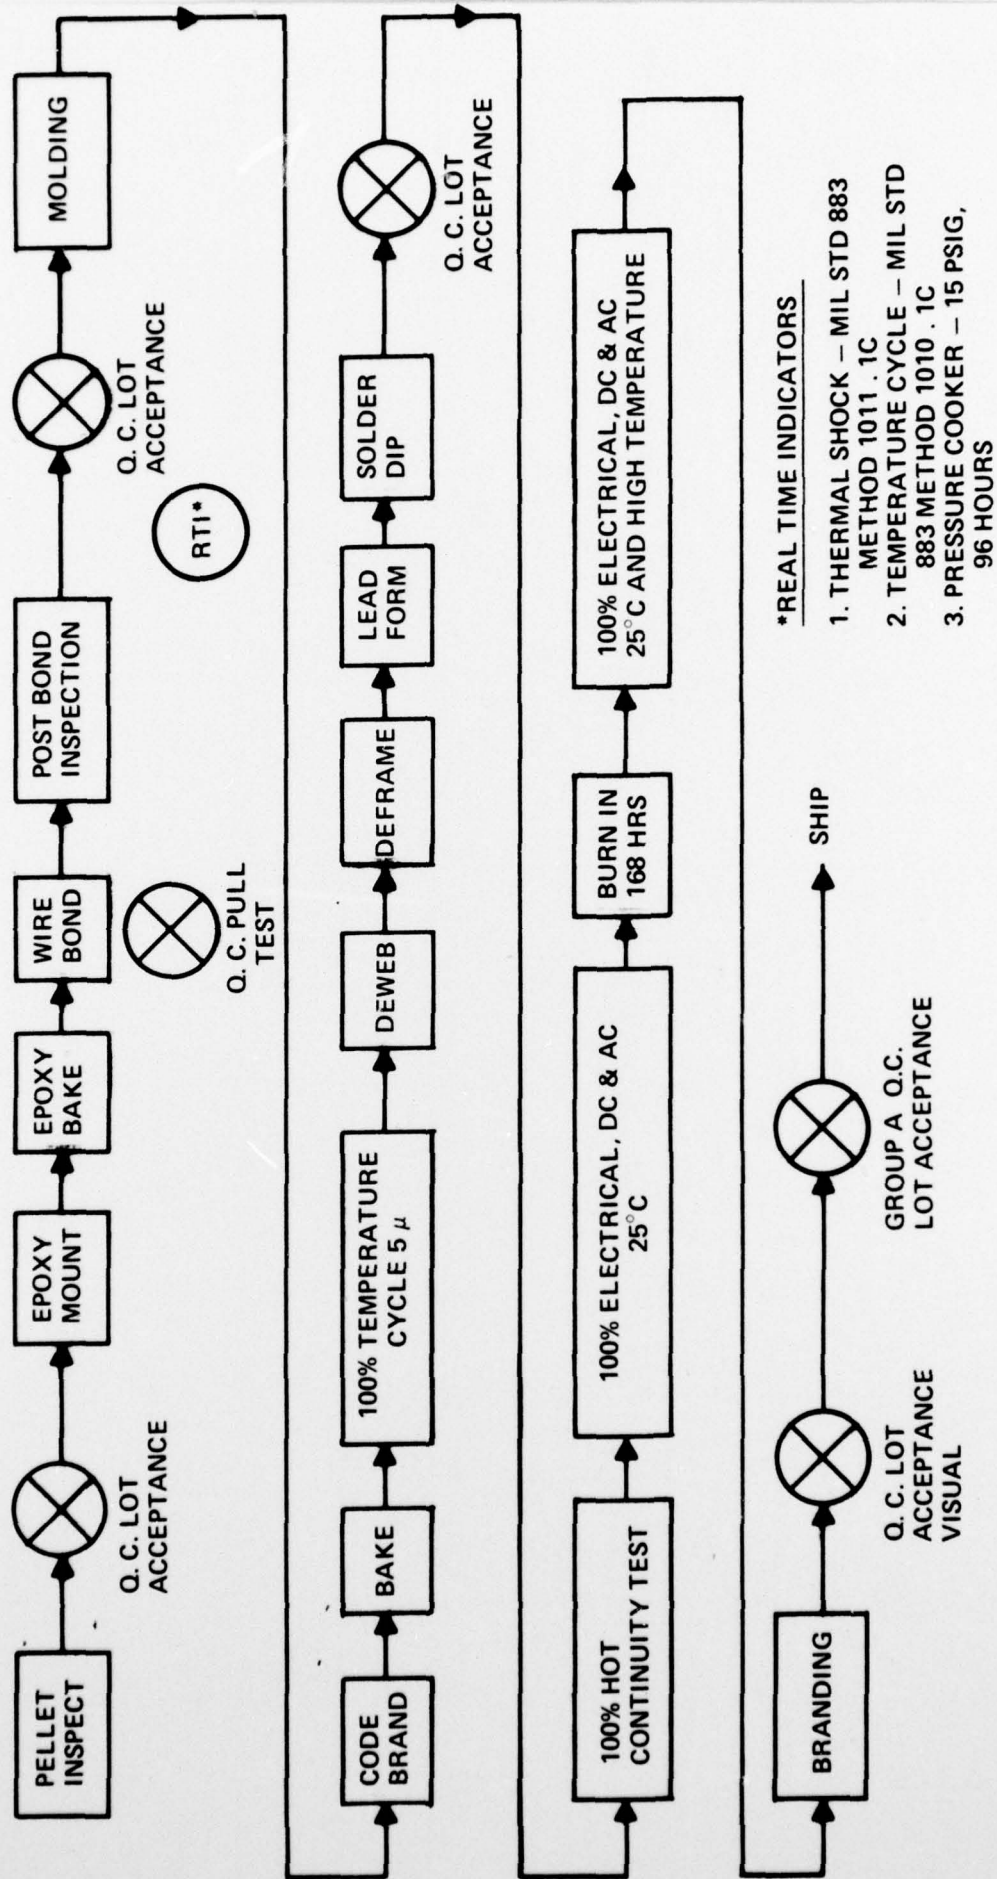 PELLET
INSPECT
Q. C. LOT
ACCEPTANCE
EPOXY
MOUNT
EPOXY
BAKE
WIRE
BOND
Q. C. PULL
TEST
POST BOND
INSPECTION
RTI*
Q. C. LOT
ACCEPTANCE
MOLDING
CODE
BRAND
BAKE
100% TEMPERATURE
CYCLE 5 μ
DEWEB
DEFRAME
LEAD
FORM
SOLDER
DIP
Q. C. LOT
ACCEPTANCE
100% HOT
CONTINUITY TEST
100% ELECTRICAL, DC & AC
25°C
BURN IN
168 HRS
100% ELECTRICAL, DC & AC
25°C AND HIGH TEMPERATURE
BRANDING
Q. C. LOT
ACCEPTANCE
VISUAL
GROUP A Q.C.
LOT ACCEPTANCE
SHIP
*REAL TIME INDICATORS
1. THERMAL SHOCK – MIL STD 883
METHOD 1011 . 1C
2. TEMPERATURE CYCLE – MIL STD
883 METHOD 1010 . 1C
3. PRESSURE COOKER – 15 PSIG,
96 HOURS